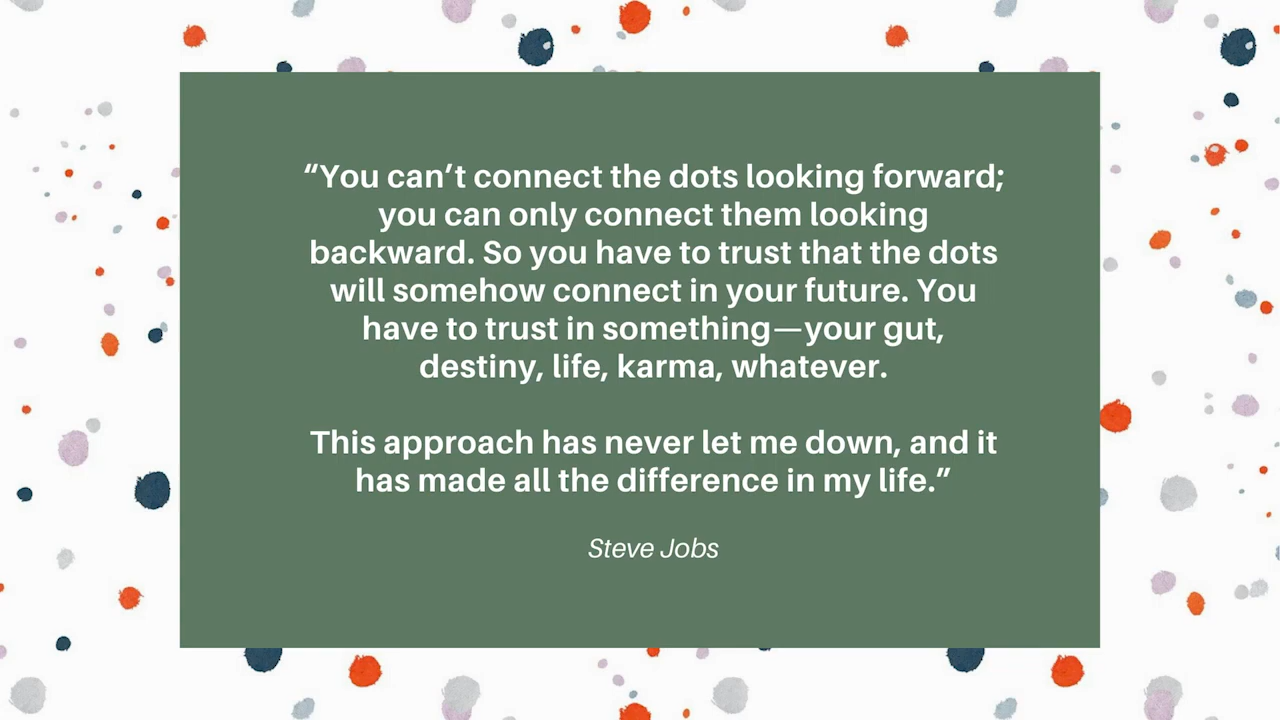 “You can’t connect the dots looking forward;
you can only connect them looking
backward. So you have to trust that the dots
will somehow connect in your future. You
have to trust in something—your gut,
destiny, life, karma, whatever.
This approach has never let me down, and it
has made all the difference in my life.”
Steve Jobs